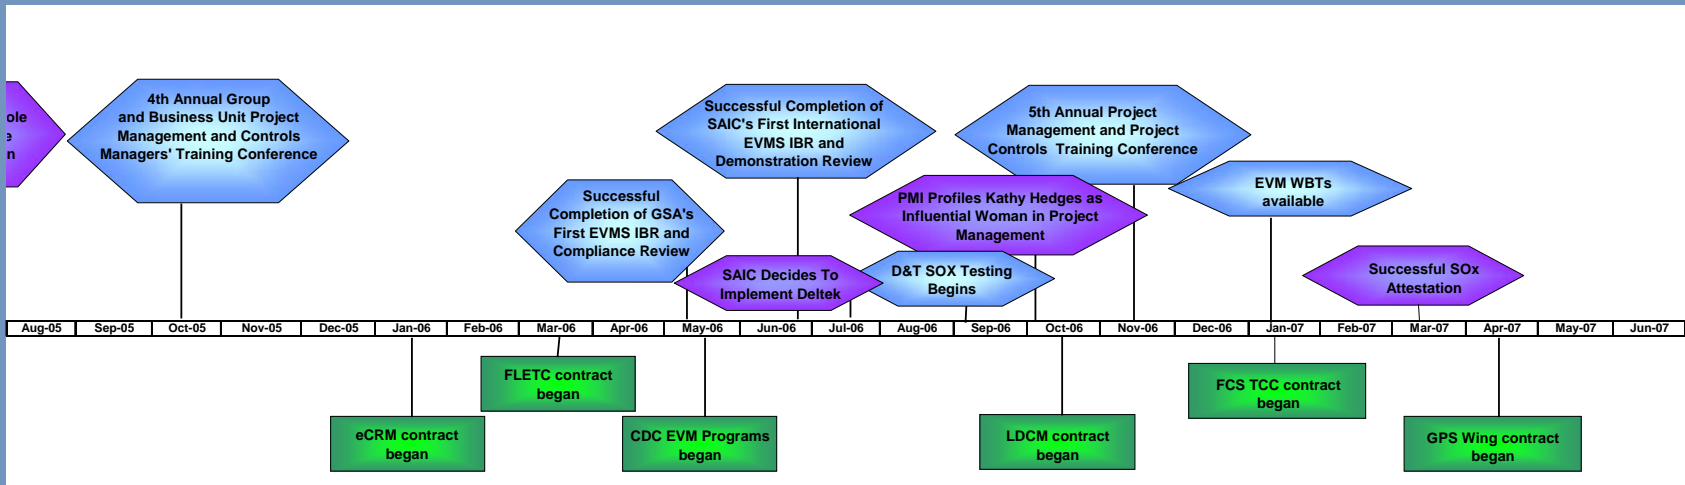 ole
e
n
4th Annual Group
and Business Unit Project
Management and Controls
Managers' Training Conference
Successful
Completion of GSA's
First EVMS IBR and
Compliance Review
Successful Completion of
SAIC's First International
EVMS IBR and
Demonstration Review
SAIC Decides To
Implement Deltek
5th Annual Project
Management and Project
Controls Training Conference
PMI Profiles Kathy Hedges as
Influential Woman in Project
Management
D&T SOX Testing
Begins
EVM WBTs
available
Successful SOx
Attestation
Aug-05 Sep-05 Oct-05 Nov-05 Dec-05 Jan-06 Feb-06 Mar-06 Apr-06 May-06 Jun-06 Jul-06 Aug-06 Sep-06 Oct-06 Nov-06 Dec-06 Jan-07 Feb-07 Mar-07 Apr-07 May-07 Jun-07
eCRM contract
began
FLETC contract
began
CDC EVM Programs
began
LDCM contract
began
FCS TCC contract
began
GPS Wing contract
began